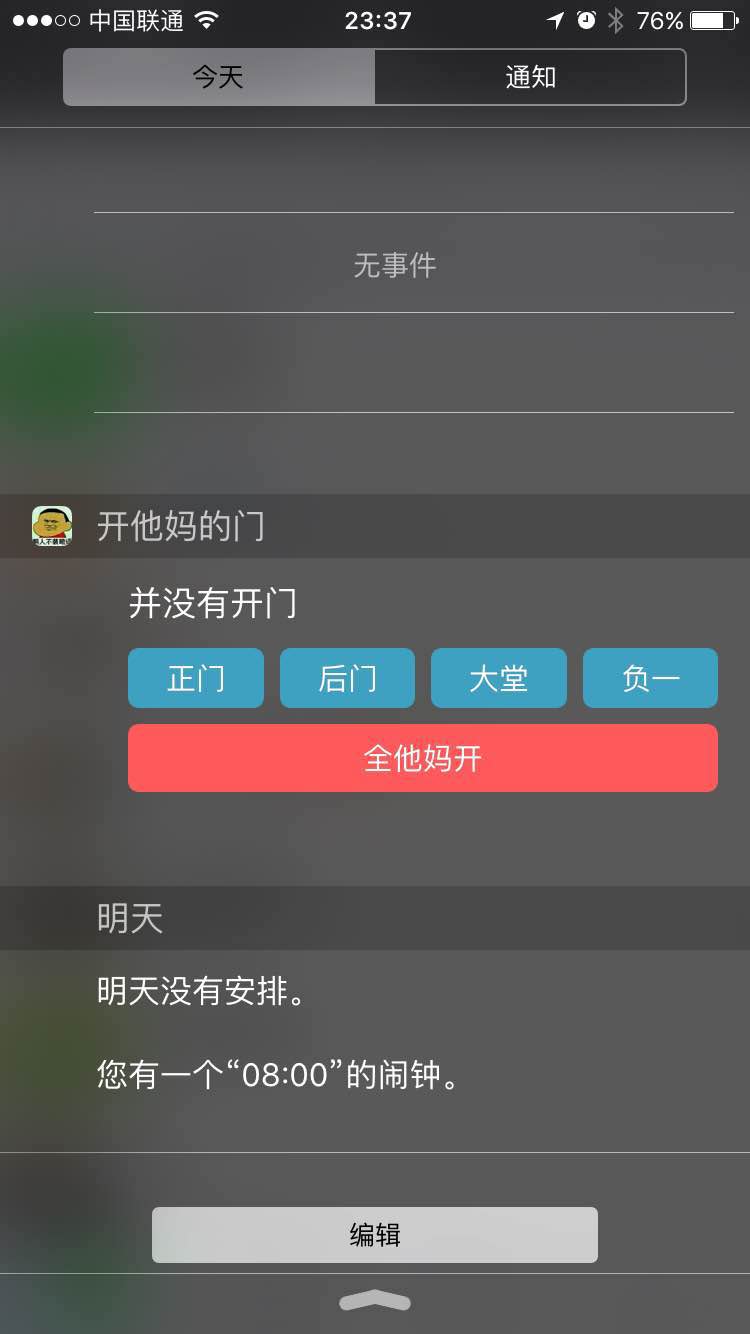 中国联通 23:37 76%
今天 通知
无事件
开他妈的门
并没有开门
正门 后门 大堂 负一
全他妈开
明天
明天没有安排。
您有一个“08:00”的闹钟。
编辑